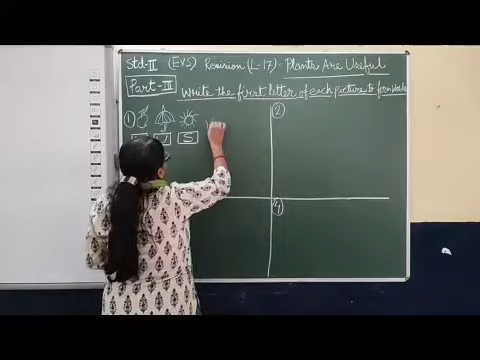 Std-II (EVS) Revision (L-17) - Plants Are Useful
Part-III Write the first letter of each picture to form words
① ②
U S
④